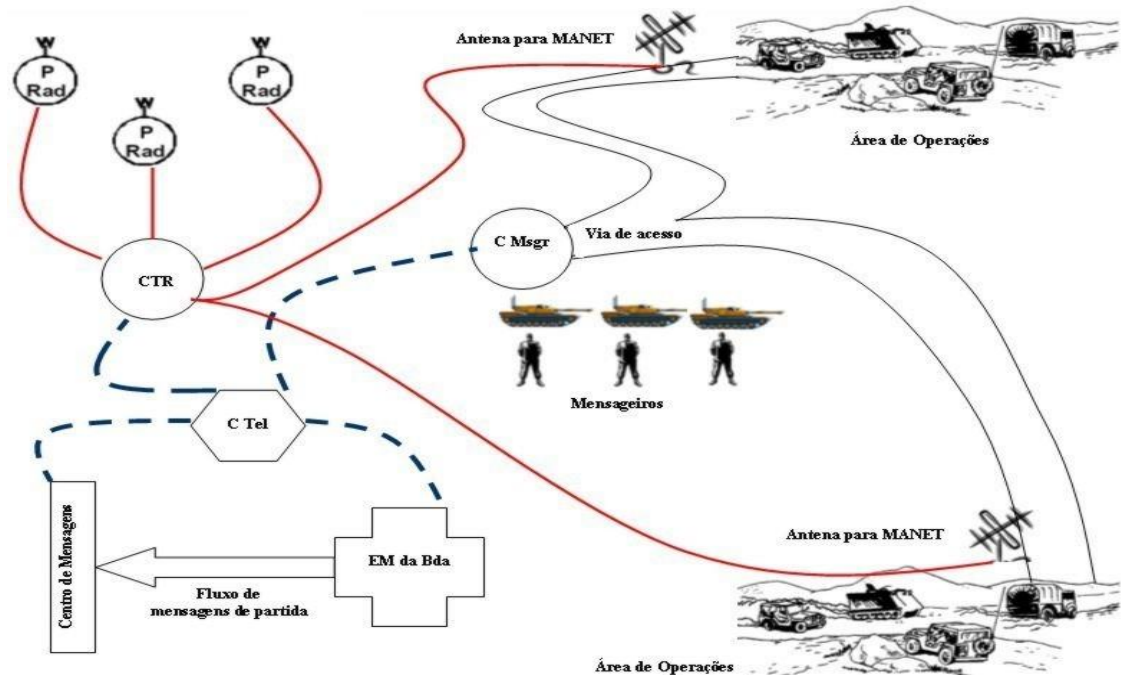 W
P
Rad
W
P
Rad
W
P
Rad
Antena para MANET
Área de Operações
CTR
C Msgr
Via de acesso
Mensageiros
C Tel
Centro de Mensagens
EM da Bda
Fluxo de
mensagens de partida
Antena para MANET
Área de Operações